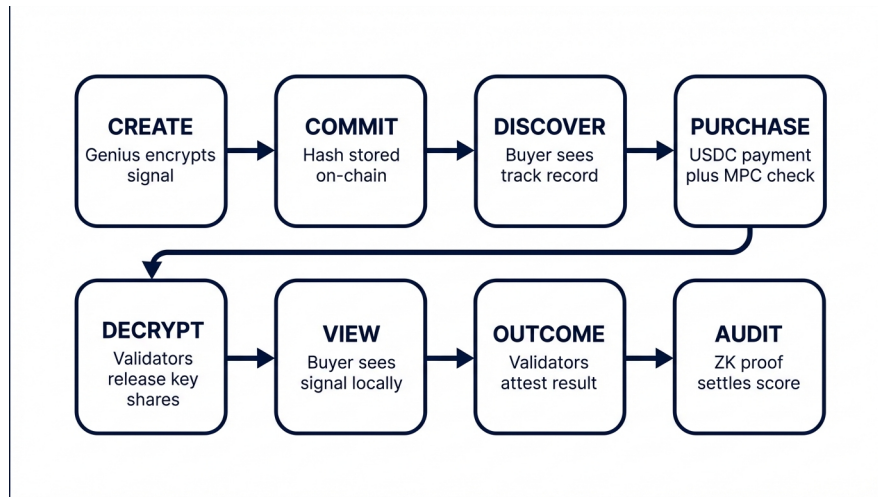 CREATE
Genius encrypts
signal
COMMIT
Hash stored
on-chain
DISCOVER
Buyer sees
track record
PURCHASE
USDC payment
plus MPC check
DECRYPT
Validators
release key
shares
VIEW
Buyer sees
signal locally
OUTCOME
Validators
attest result
AUDIT
ZK proof
settles score